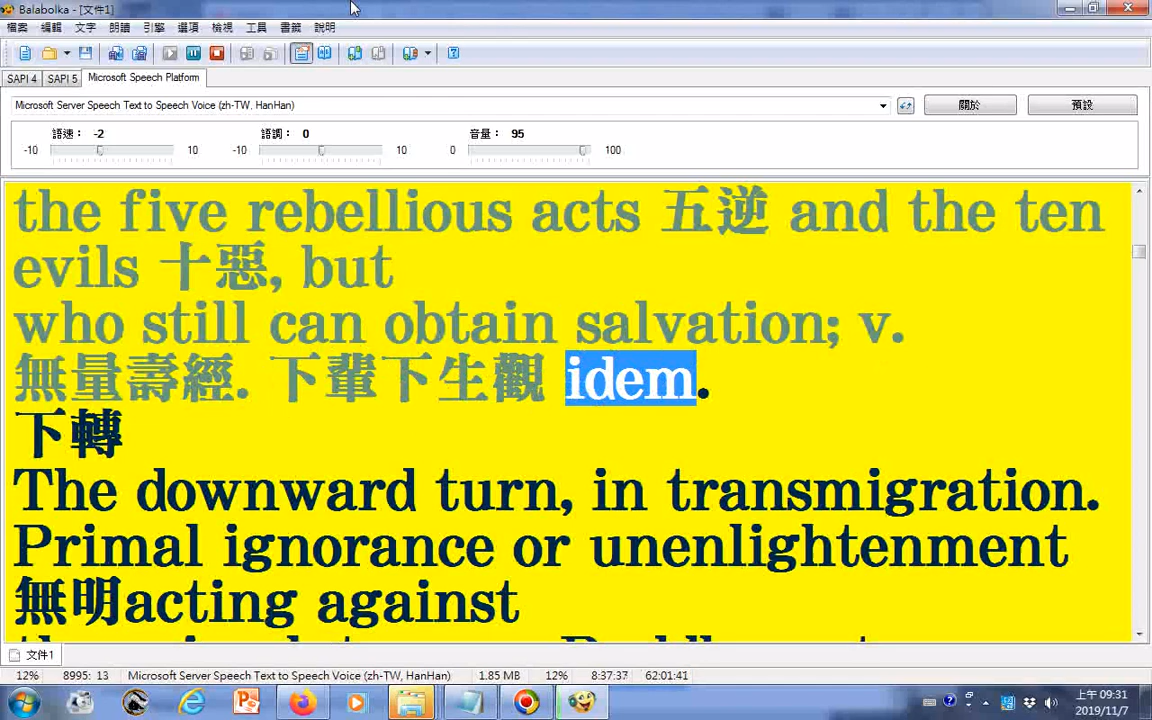 Balabolka - [文件1]
檔案 編輯 文字 朗讀 引擎 選項 檢視 工具 書籤 說明
SAPI 4 SAPI 5 Microsoft Speech Platform
Microsoft Server Speech Text to Speech Voice (zh-TW, HanHan) 關於 預設
語速： -2 語調： 0 音量： 95
-10 10 -10 10 0 100
the five rebellious acts 五逆 and the ten
evils 十惡, but
who still can obtain salvation; v.
無量壽經. 下輩下生觀 idem.
下轉
The downward turn, in transmigration.
Primal ignorance or unenlightenment
無明acting against
文件1
12% 8995: 13 Microsoft Server Speech Text to Speech Voice (zh-TW, HanHan) 1.85 MB 12% 8:37:37 62:01:41
上午 09:31
2019/11/7